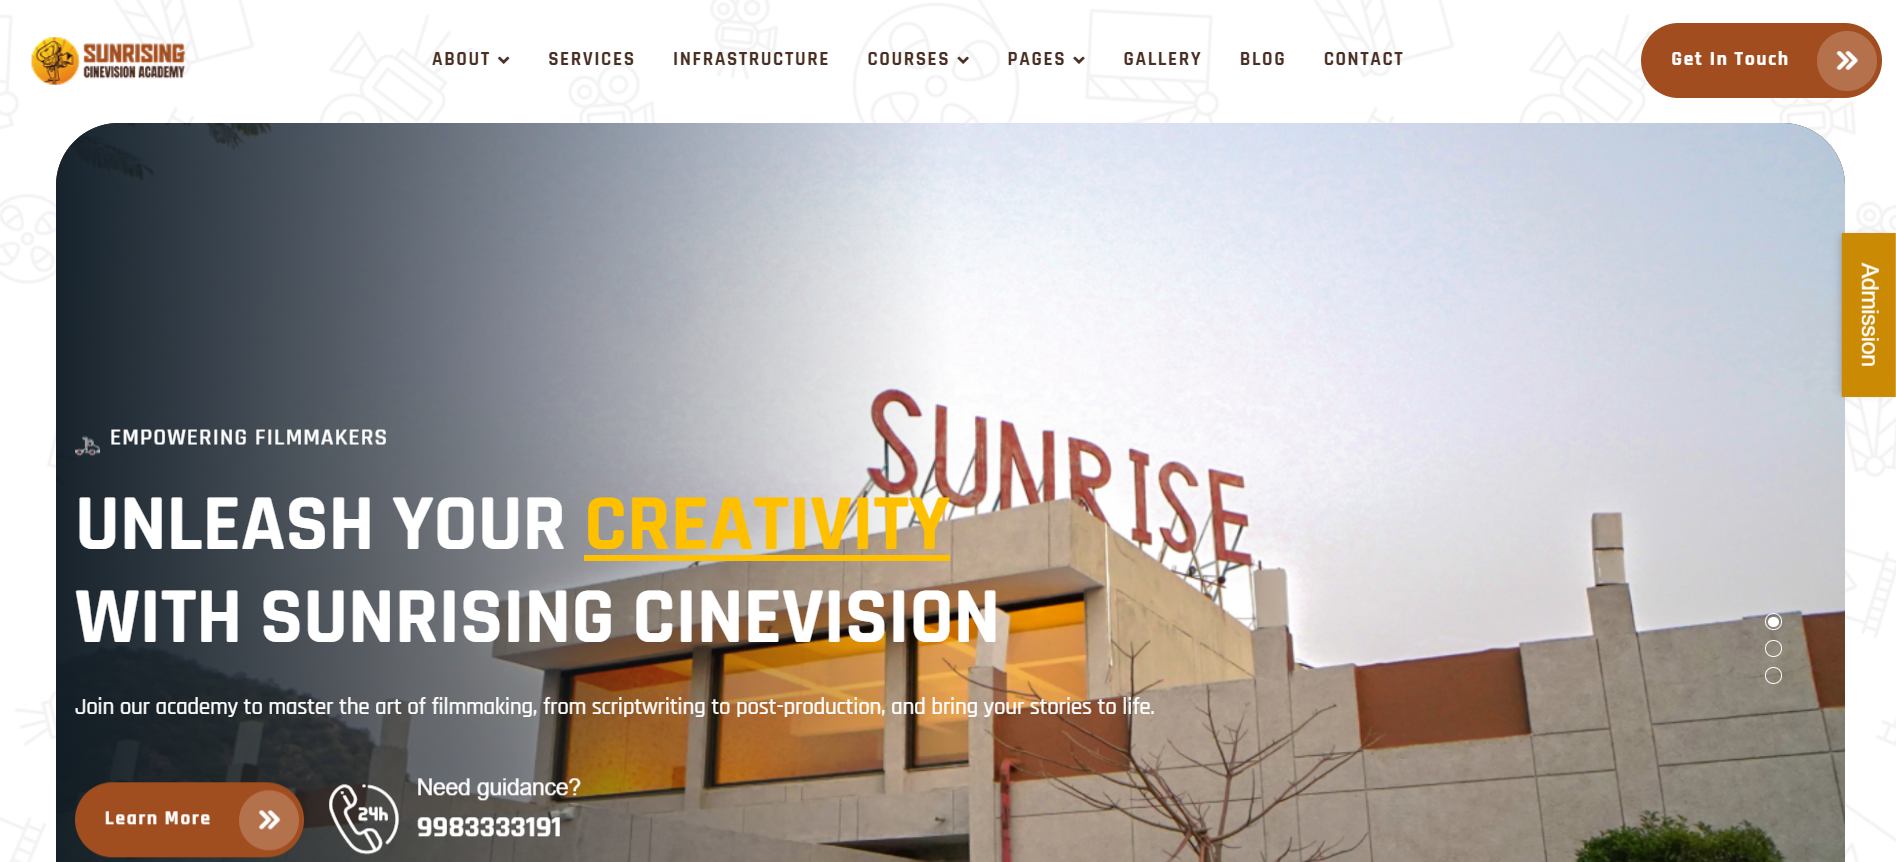 SUNRISING
CINEVISION ACADEMY
ABOUT
SERVICES
INFRASTRUCTURE
COURSES
PAGES
GALLERY
BLOG
CONTACT
Get In Touch
Admission
SUNRISE
EMPOWERING FILMMAKERS
UNLEASH YOUR CREATIVITY
WITH SUNRISING CINEVISION
Join our academy to master the art of filmmaking, from scriptwriting to post-production, and bring your stories to life.
Learn More
24h
Need guidance?
9983333191